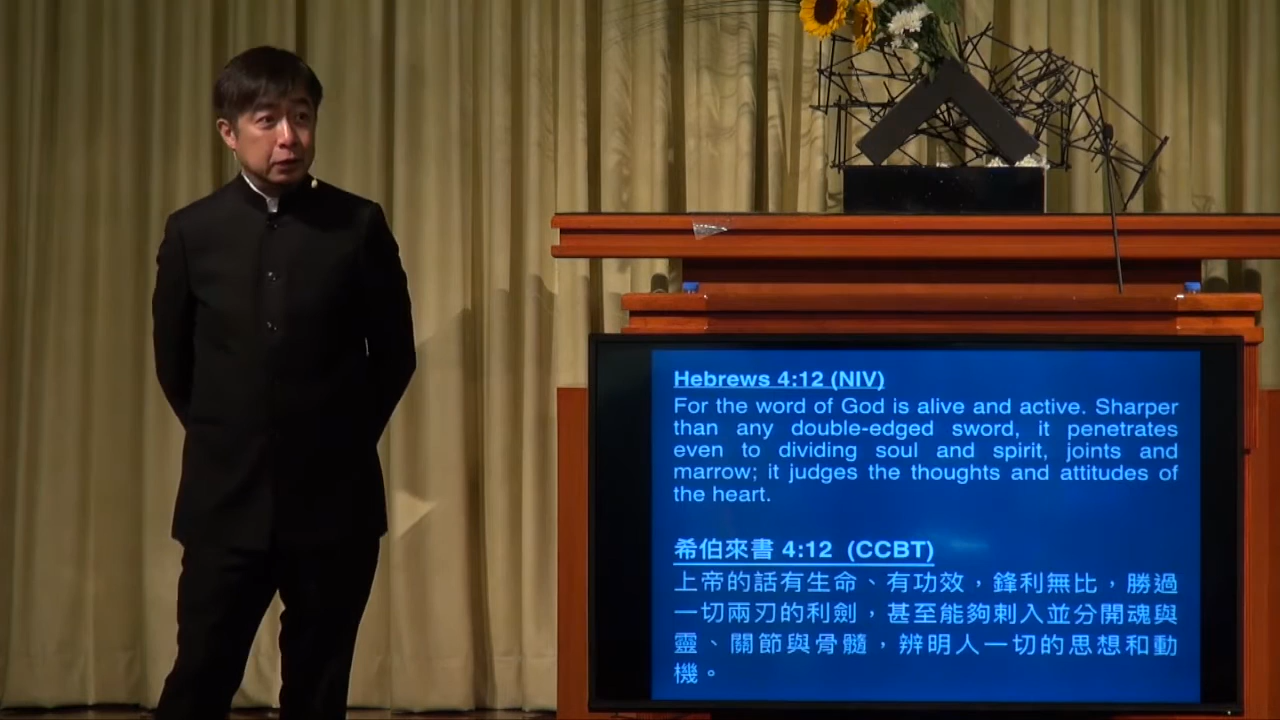 Hebrews 4:12 (NIV)
For the word of God is alive and active. Sharper
than any double-edged sword, it penetrates
even to dividing soul and spirit, joints and
marrow; it judges the thoughts and attitudes of
the heart.
希伯來書 4:12 (CCBT)
上帝的話有生命、有功效，鋒利無比，勝過
一切兩刃的利劍，甚至能夠刺入並分開魂與
靈、關節與骨髓，辨明人一切的思想和動
機。